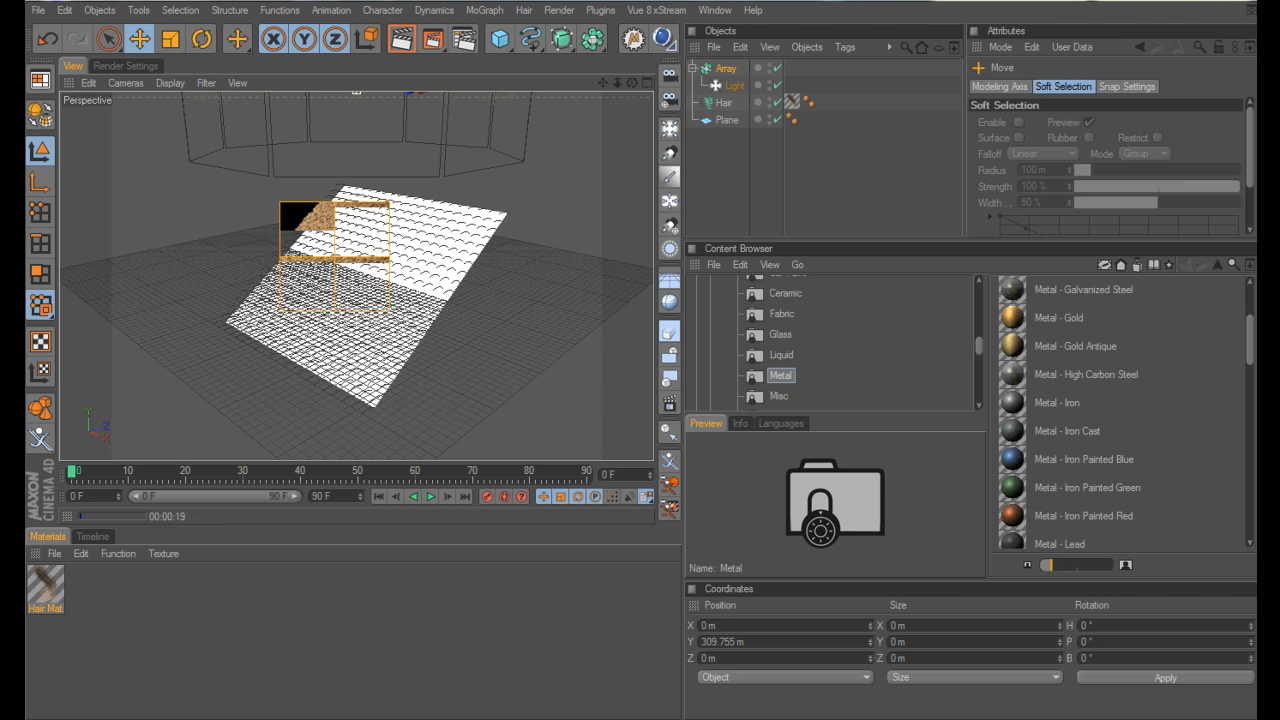 File Edit Objects Tools Selection Structure Functions Animation Character Dynamics MoGraph Hair Render Plugins Vue 8 xStream Window Help
X Y Z
View Render Settings
Edit Cameras Display Filter View
Perspective
Y Z X
0 10 20 30 40 50 60 70 80 90 0 F
0 F 0 F 90 F 90 F
00:00:19
MAXON
CINEMA 4D
Materials Timeline
File Edit Function Texture
Hair Mat
Objects
File Edit View Objects Tags
Array
Light
Hair
Plane
Attributes
Mode Edit User Data
Move
Modeling Axis Soft Selection Snap Settings
Soft Selection
Enable Preview
Surface Rubber Restrict
Falloff Linear Mode Group
Radius 100 m
Strength 100 %
Width . . 50 %
Content Browser
File Edit View Go
Ceramic
Fabric
Glass
Liquid
Metal
Misc
Metal - Galvanized Steel
Metal - Gold
Metal - Gold Antique
Metal - High Carbon Steel
Metal - Iron
Metal - Iron Cast
Metal - Iron Painted Blue
Metal - Iron Painted Green
Metal - Iron Painted Red
Metal - Lead
Preview Info Languages
Name: Metal
Coordinates
Position Size Rotation
X 0 m X 0 m H 0 °
Y 309.755 m Y 0 m P 0 °
Z 0 m Z 0 m B 0 °
Object Size Apply